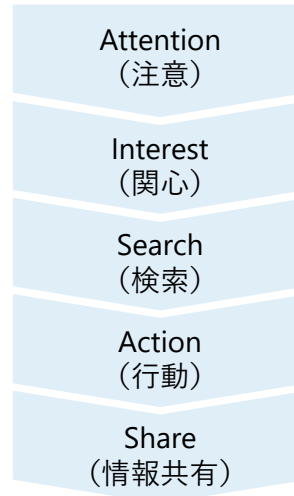 Attention
（注意）
Interest
（関心）
Search
（検索）
Action
（行動）
Share
（情報共有）